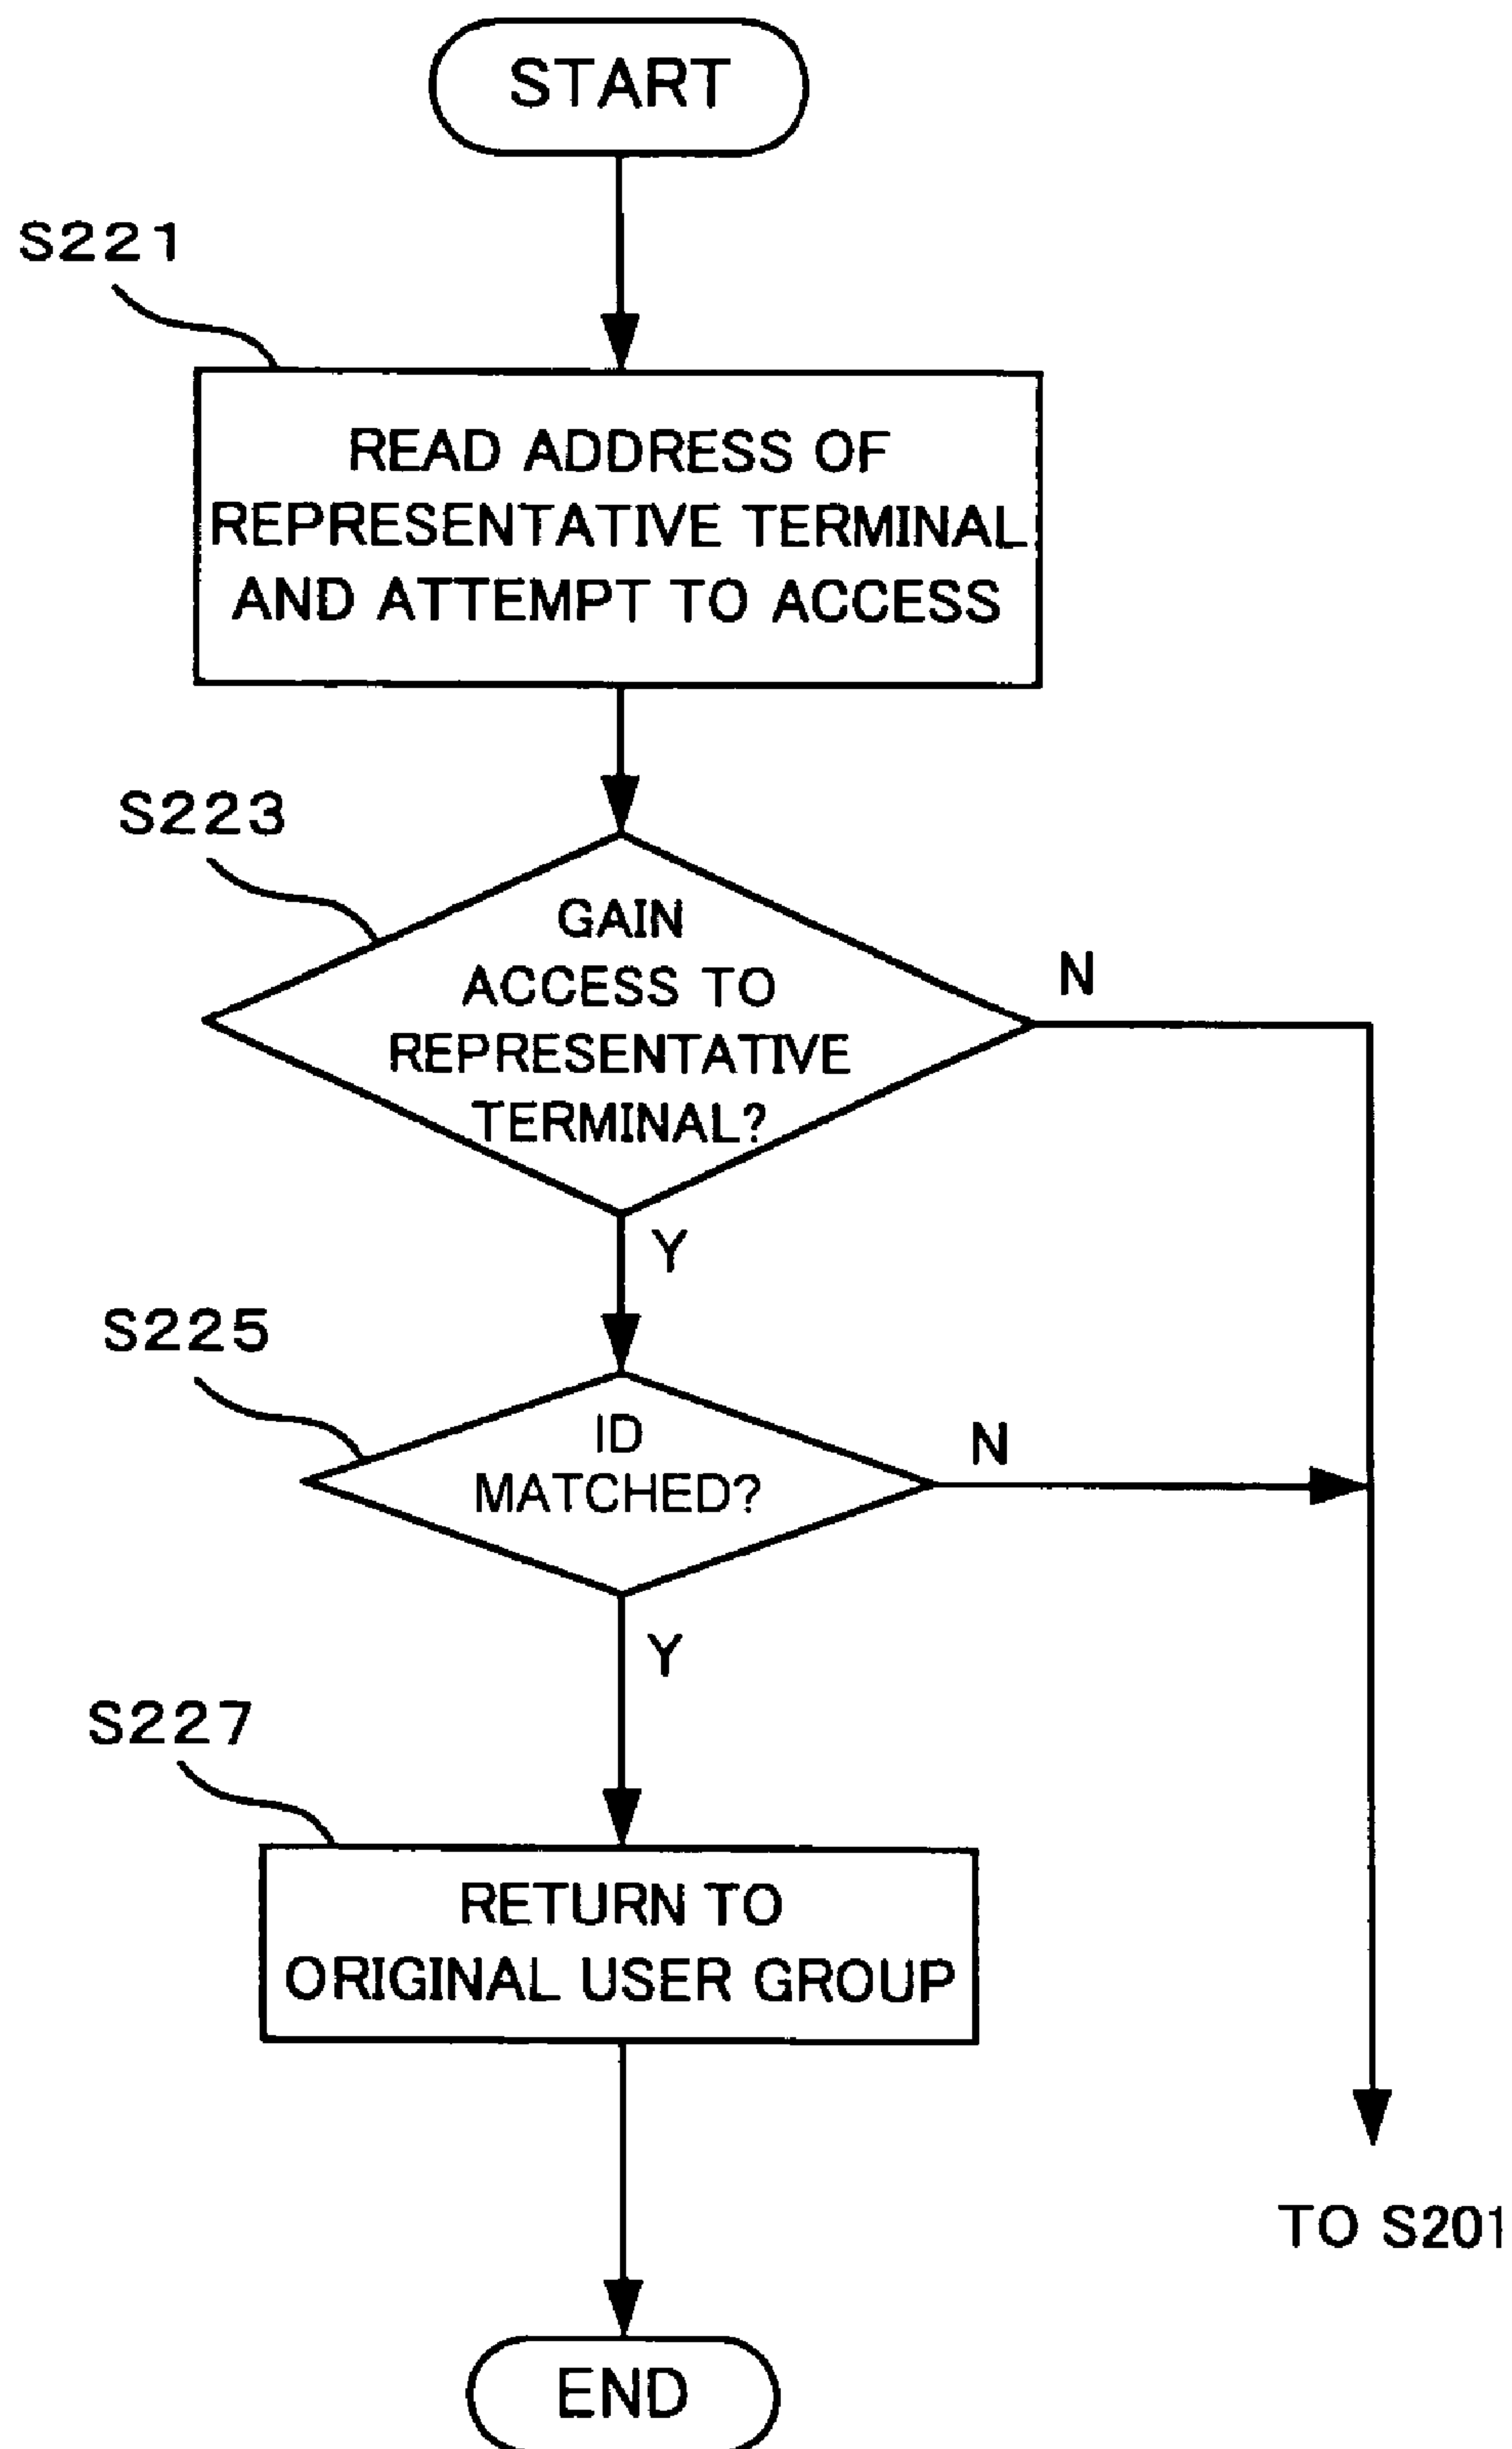 START
S221
READ ADDRESS OF
REPRESENTATIVE TERMINAL
AND ATTEMPT TO ACCESS
S223
GAIN
ACCESS TO
REPRESENTATIVE
TERMINAL?
N
Y
S225
ID
MATCHED?
N
Y
S227
RETURN TO
ORIGINAL USER GROUP
TO S201
END